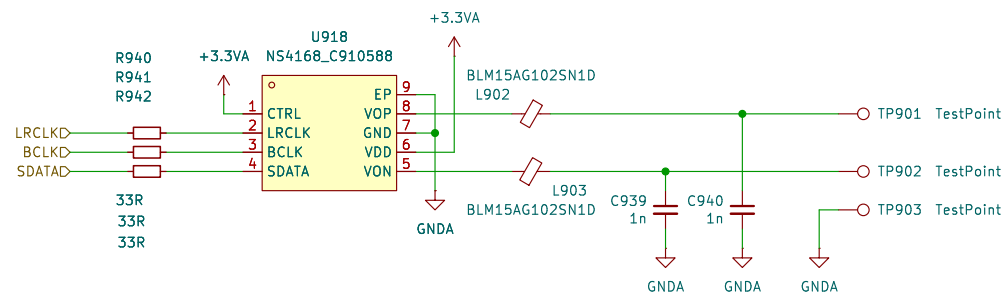 +3.3VA
U918
NS4168_C910588
R940
R941
R942
+3.3VA
BLM15AG102SN1D
L902
1 CTRL
2 LRCLK
3 BCLK
4 SDATA
EP 9
VOP 8
GND 7
VDD 6
VON 5
LRCLK
BCLK
SDATA
33R
33R
33R
GNDA
L903
BLM15AG102SN1D
C939
1n
C940
1n
TP901 TestPoint
TP902 TestPoint
TP903 TestPoint
GNDA
GNDA
GNDA